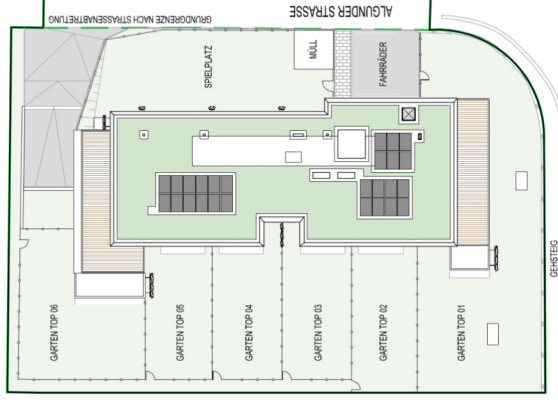 ALGUNDER STRASSE
GRUNDGRENZE NACH STRASSENABTRETUNG
SPIELPLATZ
MÜLL
FAHRRÄDER
GEHSTEIG
GARTEN TOP 06
GARTEN TOP 05
GARTEN TOP 04
GARTEN TOP 03
GARTEN TOP 02
GARTEN TOP 01